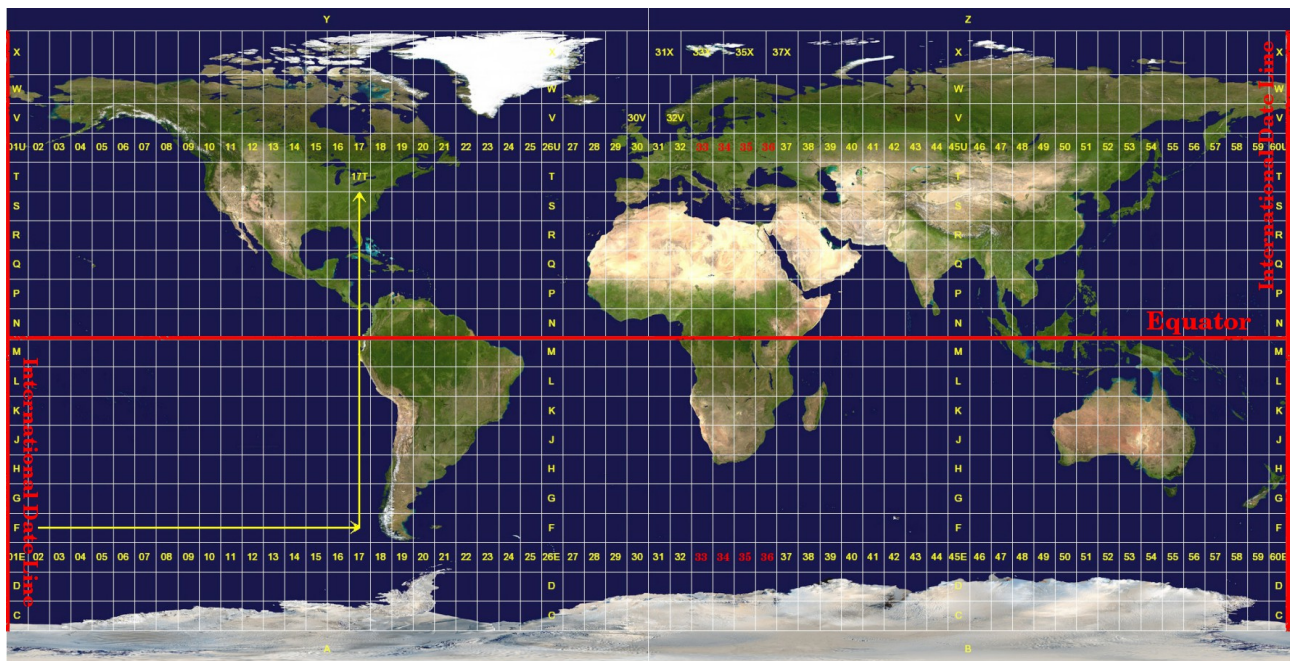 Y Z
X X 31X 33X 35X 37X X X
W W W W
V V 30V 32V V V
01U 02 03 04 05 06 07 08 09 10 11 12 13 14 15 16 17 18 19 20 21 22 23 24 25 26U 27 28 29 30 31 32 33 34 35 36 37 38 39 40 41 42 43 44 45U 46 47 48 49 50 51 52 53 54 55 56 57 58 59 60U
T 17T T T T
S S S S
R R R R
Q Q Q Q
P P P P
N N N N
International Date Line
Equator
M M M M
L L L L
K K K K
J J J J
H H H H
G G G G
F F F F
01E 02 03 04 05 06 07 08 09 10 11 12 13 14 15 16 17 18 19 20 21 22 23 24 25 26E 27 28 29 30 31 32 33 34 35 36 37 38 39 40 41 42 43 44 45E 46 47 48 49 50 51 52 53 54 55 56 57 58 59 60E
D D D D
C C C C
International Date Line
A B